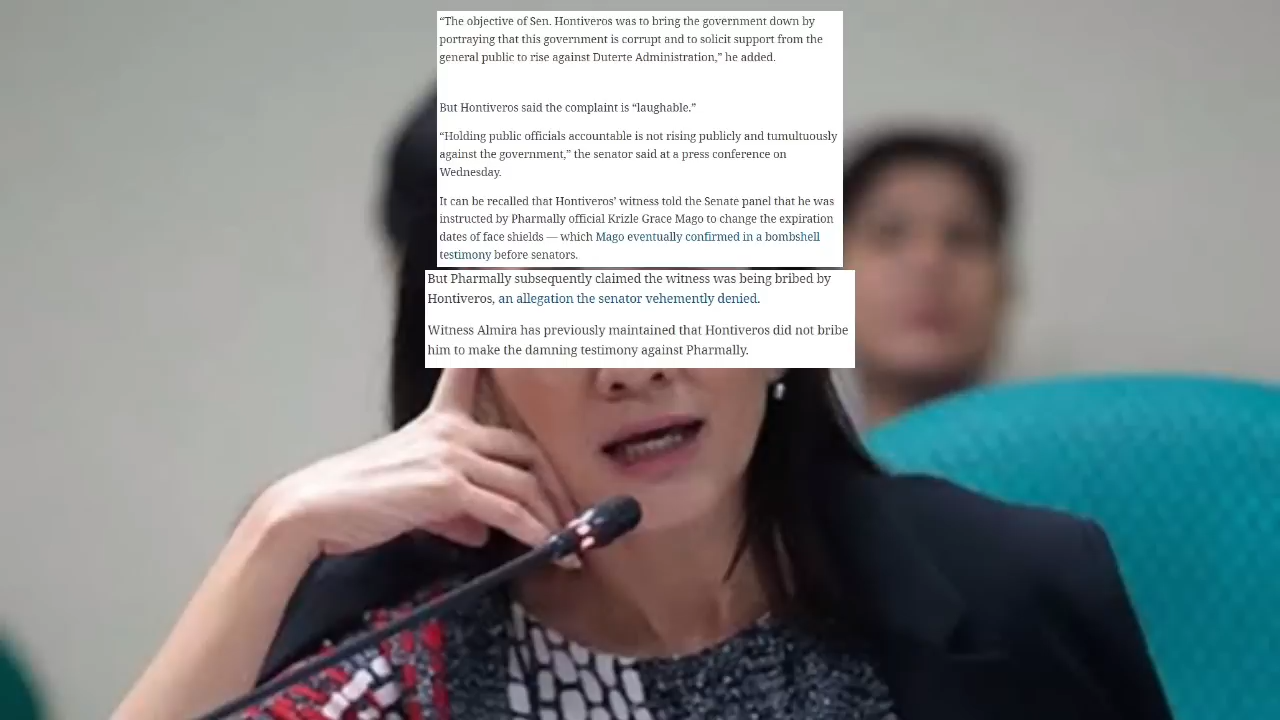 “The objective of Sen. Hontiveros was to bring the government down by
portraying that this government is corrupt and to solicit support from the
general public to rise against Duterte Administration,” he added.
But Hontiveros said the complaint is “laughable.”
“Holding public officials accountable is not rising publicly and tumultuously
against the government,” the senator said at a press conference on
Wednesday.
It can be recalled that Hontiveros’ witness told the Senate panel that he was
instructed by Pharmally official Krizle Grace Mago to change the expiration
dates of face shields — which Mago eventually confirmed in a bombshell
testimony before senators.
But Pharmally subsequently claimed the witness was being bribed by
Hontiveros, an allegation the senator vehemently denied.
Witness Almira has previously maintained that Hontiveros did not bribe
him to make the damning testimony against Pharmally.